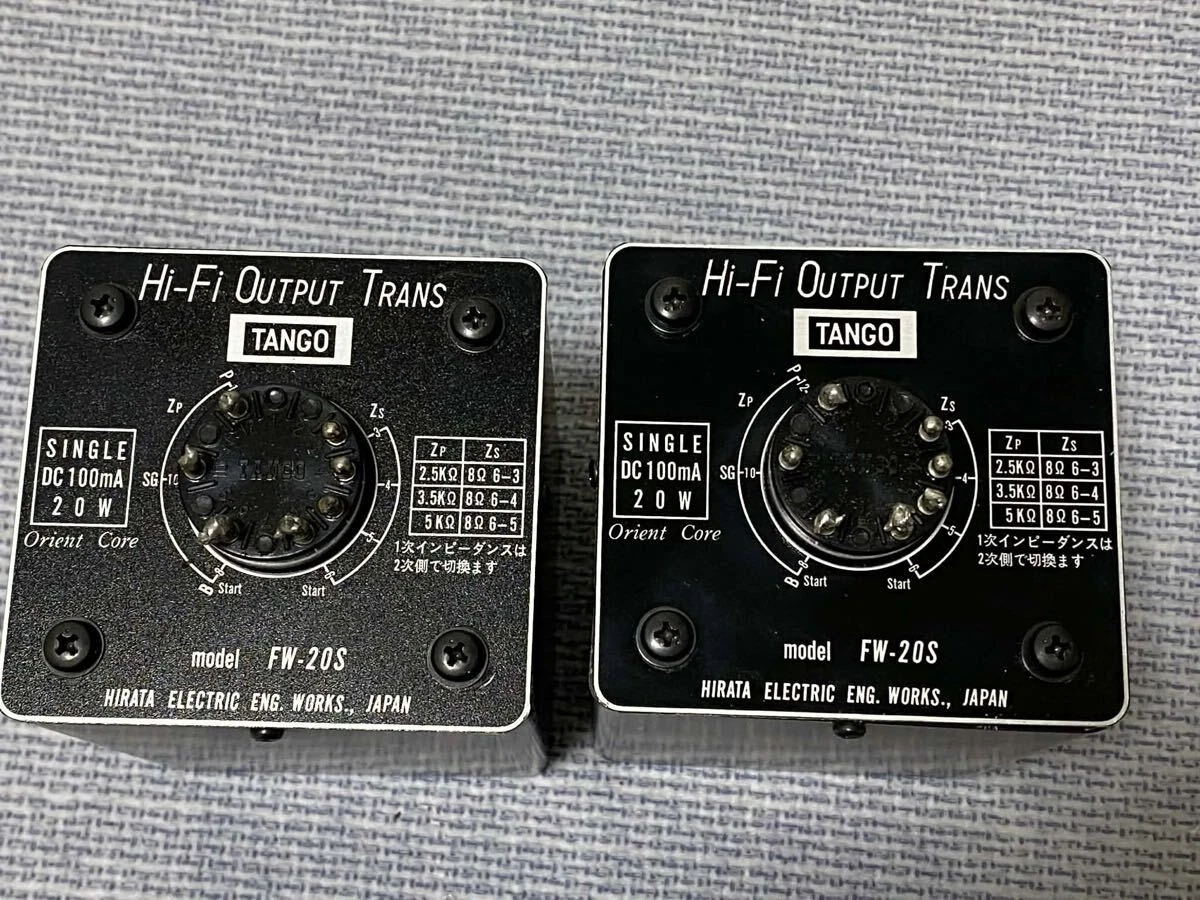 Hi-Fi OUTPUT TRANS
TANGO
P
ZP
ZS
3
SINGLE
DC100mA
20W
Orient Core
SG
10
4
5
ZP ZS
2.5KΩ 8Ω 6-3
3.5KΩ 8Ω 6-4
5KΩ 8Ω 6-5
1次インピーダンスは
2次側で切換ます
TANGO
B
Start
Start
6
model FW-20S
HIRATA ELECTRIC ENG. WORKS., JAPAN
Hi-Fi OUTPUT TRANS
TANGO
P
12
ZP
ZS
3
SINGLE
DC100mA
20W
Orient Core
SG
10
4
5
ZP ZS
2.5KΩ 8Ω 6-3
3.5KΩ 8Ω 6-4
5KΩ 8Ω 6-5
1次インピーダンスは
2次側で切換ます
B
Start
Start
6
model FW-20S
HIRATA ELECTRIC ENG. WORKS., JAPAN